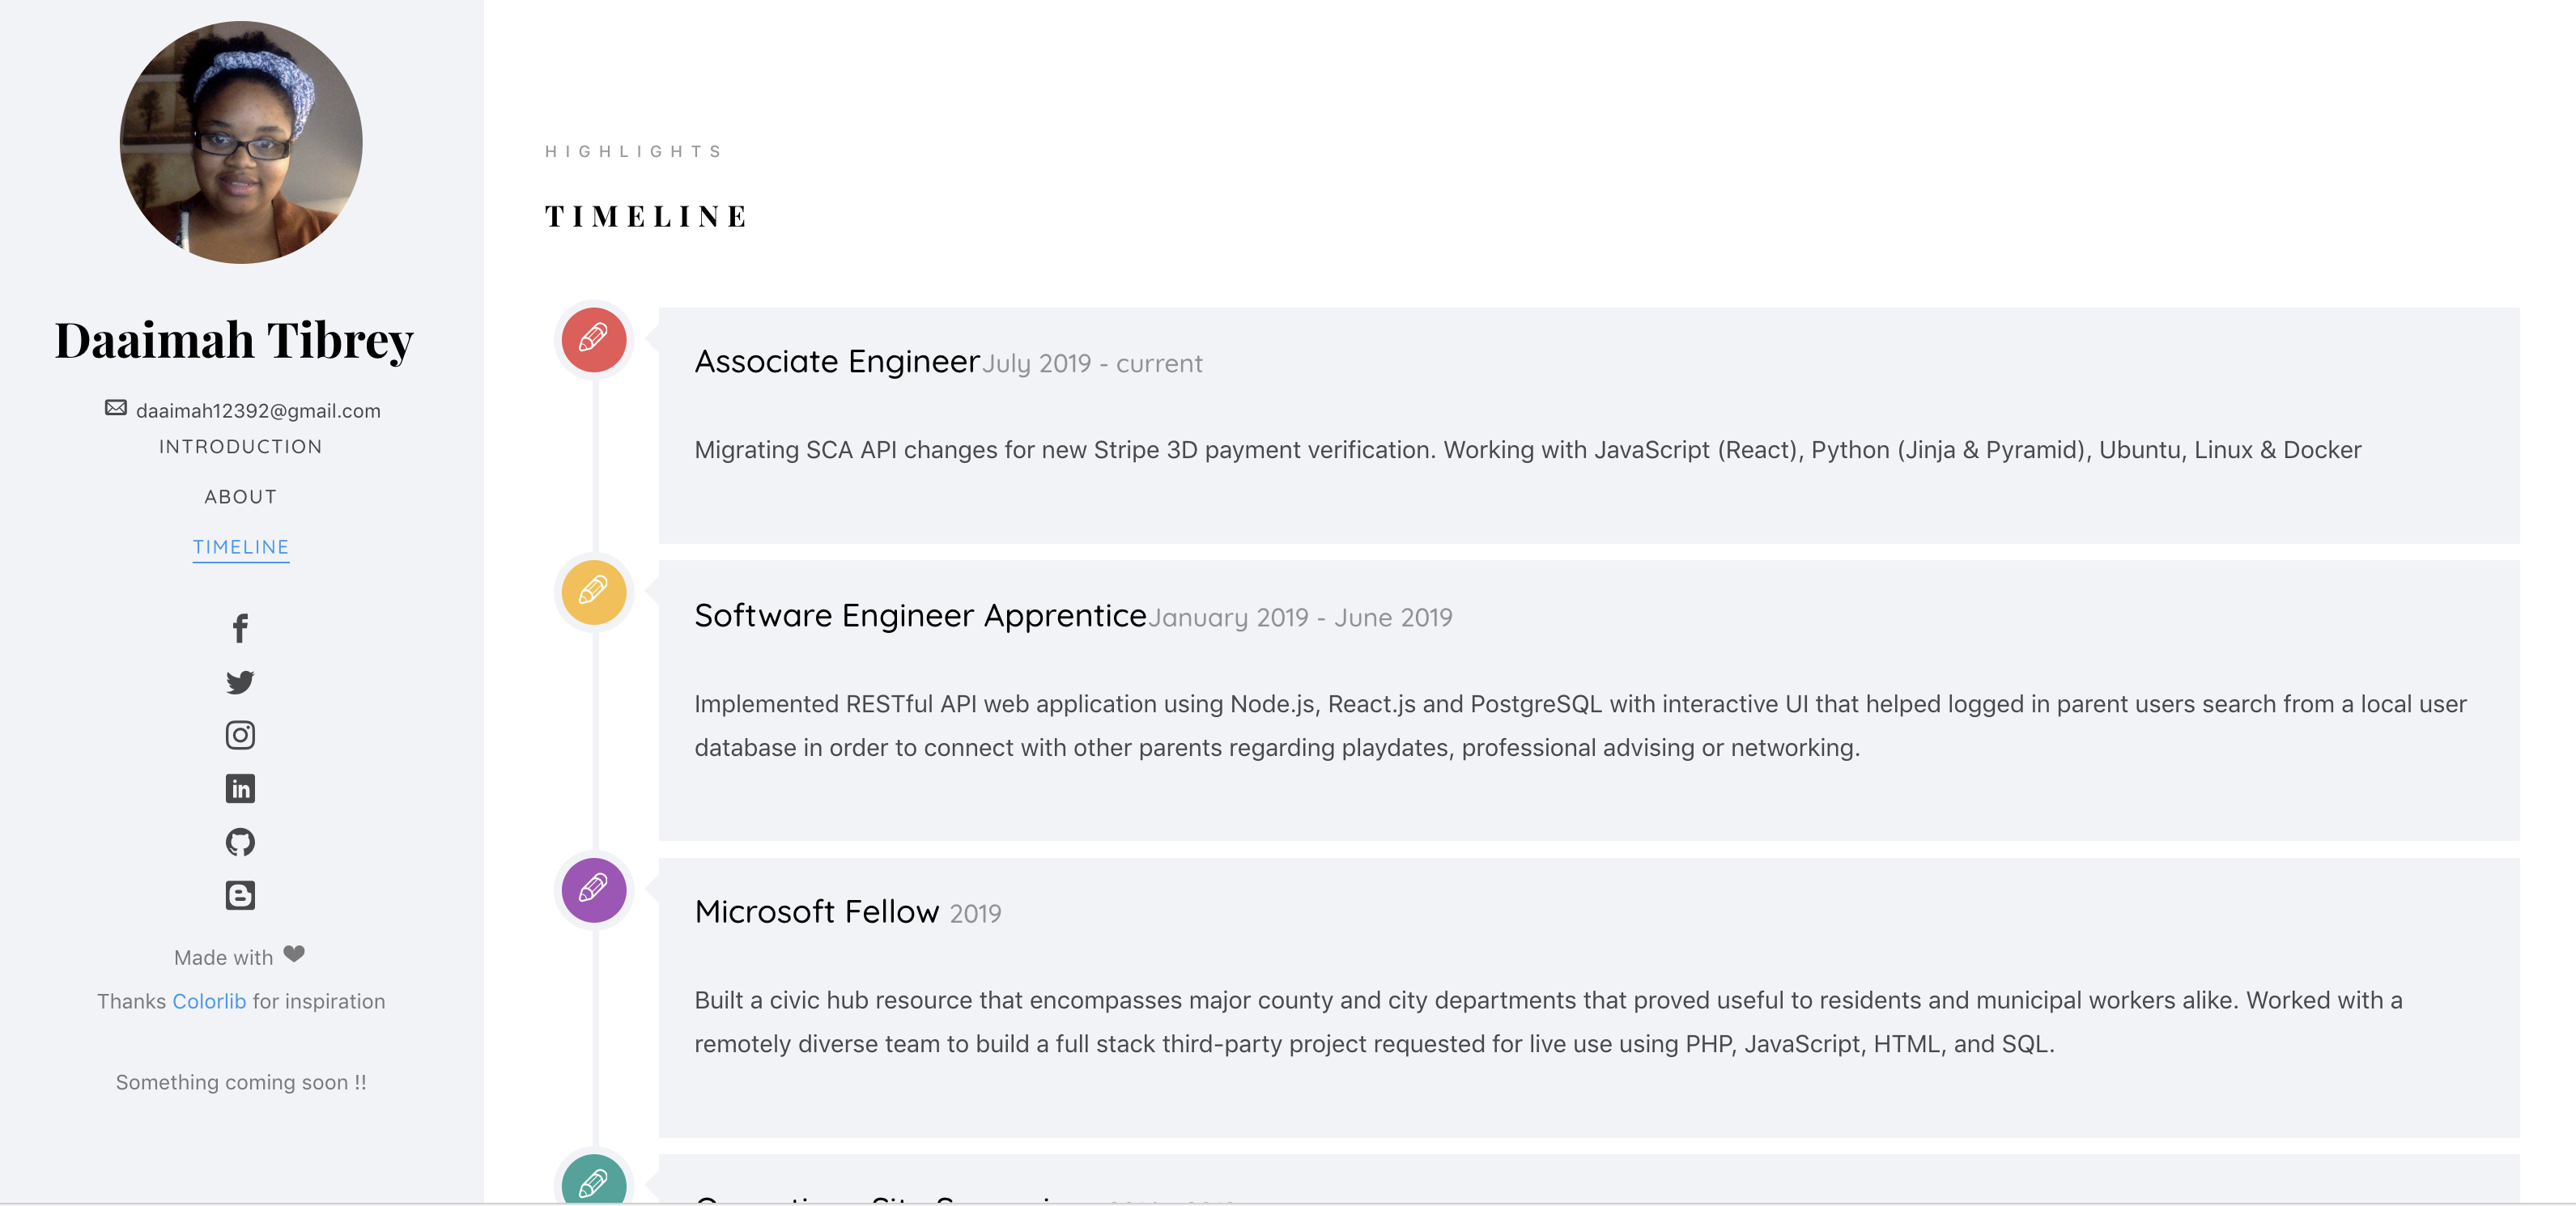 Daaimah Tibrey
daaimah12392@gmail.com
INTRODUCTION
ABOUT
TIMELINE
Made with
Thanks Colorlib for inspiration
Something coming soon !!
HIGHLIGHTS
TIMELINE
Associate EngineerJuly 2019 - current
Migrating SCA API changes for new Stripe 3D payment verification. Working with JavaScript (React), Python (Jinja & Pyramid), Ubuntu, Linux & Docker
Software Engineer ApprenticeJanuary 2019 - June 2019
Implemented RESTful API web application using Node.js, React.js and PostgreSQL with interactive UI that helped logged in parent users search from a local user
database in order to connect with other parents regarding playdates, professional advising or networking.
Microsoft Fellow 2019
Built a civic hub resource that encompasses major county and city departments that proved useful to residents and municipal workers alike. Worked with a
remotely diverse team to build a full stack third-party project requested for live use using PHP, JavaScript, HTML, and SQL.